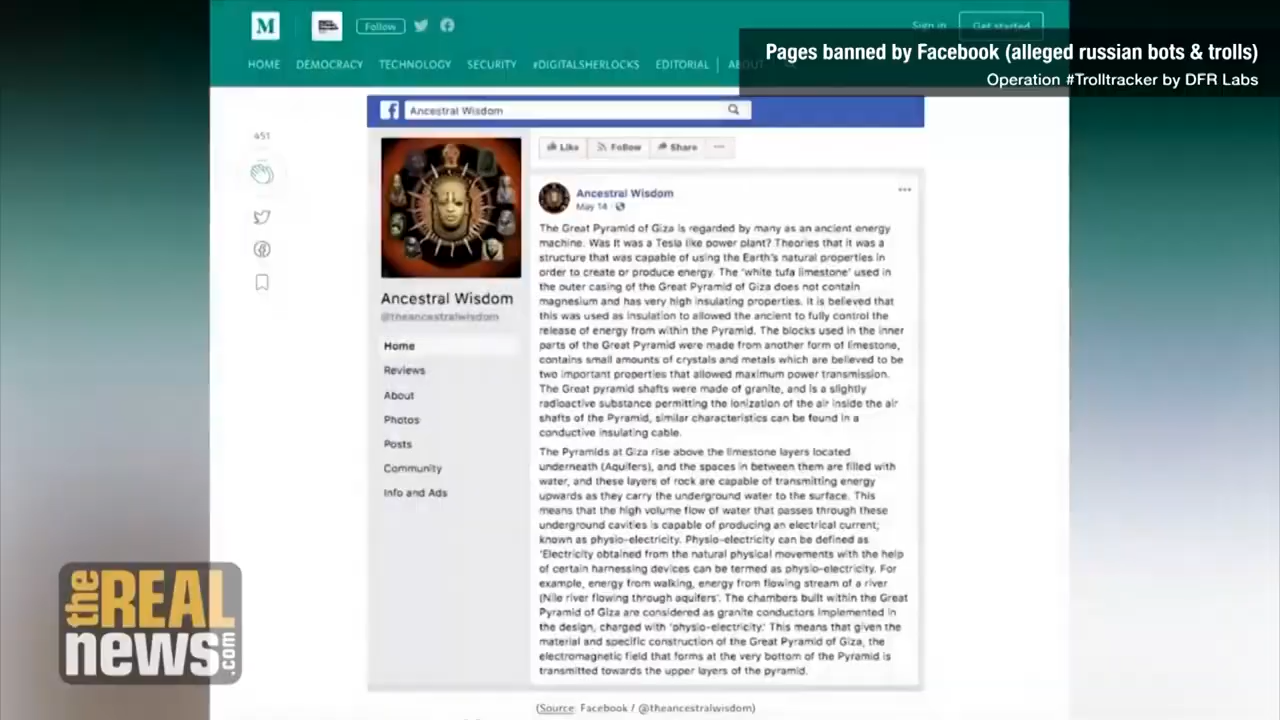 M
Follow
Sign in
Get started
Pages banned by Facebook (alleged russian bots & trolls)
Operation #Trolltracker by DFR Labs
HOME DEMOCRACY TECHNOLOGY SECURITY #DIGITALSHERLOCKS EDITORIAL ABOUT
f Ancestral Wisdom
451
Like Follow Share ...
Ancestral Wisdom
May 14
The Great Pyramid of Giza is regarded by many as an ancient energy
machine. Was it was a Tesla like power plant? Theories that it was a
structure that was capable of using the Earth's natural properties in
order to create or produce energy. The 'white tufa limestone' used in
the outer casing of the Great Pyramid of Giza does not contain
magnesium and has very high insulating properties. It is believed that
this was used as insulation to allowed the ancient to fully control the
release of energy from within the Pyramid. The blocks used in the inner
parts of the Great Pyramid were made from another form of limestone,
contains small amounts of crystals and metals which are believed to be
two important properties that allowed maximum power transmission.
The Great pyramid shafts were made of granite, and is a slightly
radioactive substance permitting the ionization of the air inside the air
shafts of the Pyramid, similar characteristics can be found in a
conductive insulating cable.
The Pyramids at Giza rise above the limestone layers located
underneath (Aquifers), and the spaces in between them are filled with
water, and these layers of rock are capable of transmitting energy
upwards as they carry the underground water to the surface. This
means that the high volume flow of water that passes through these
underground cavities is capable of producing an electrical current;
known as physio-electricity. Physio-electricity can be defined as
'Electricity obtained from the natural physical movements with the help
of certain harnessing devices can be termed as physio-electricity. For
example, energy from walking, energy from flowing stream of a river
(Nile river flowing through aquifers'. The chambers built within the Great
Pyramid of Giza are considered as granite conductors implemented in
the design, charged with 'physio-electricity.' This means that given the
material and specific construction of the Great Pyramid of Giza, the
electromagnetic field that forms at the very bottom of the Pyramid is
transmitted towards the upper layers of the pyramid.
Ancestral Wisdom
@theancestralwisdom
Home
Reviews
About
Photos
Posts
Community
Info and Ads
the REAL
news.com
(Source: Facebook / @theancestralwisdom)